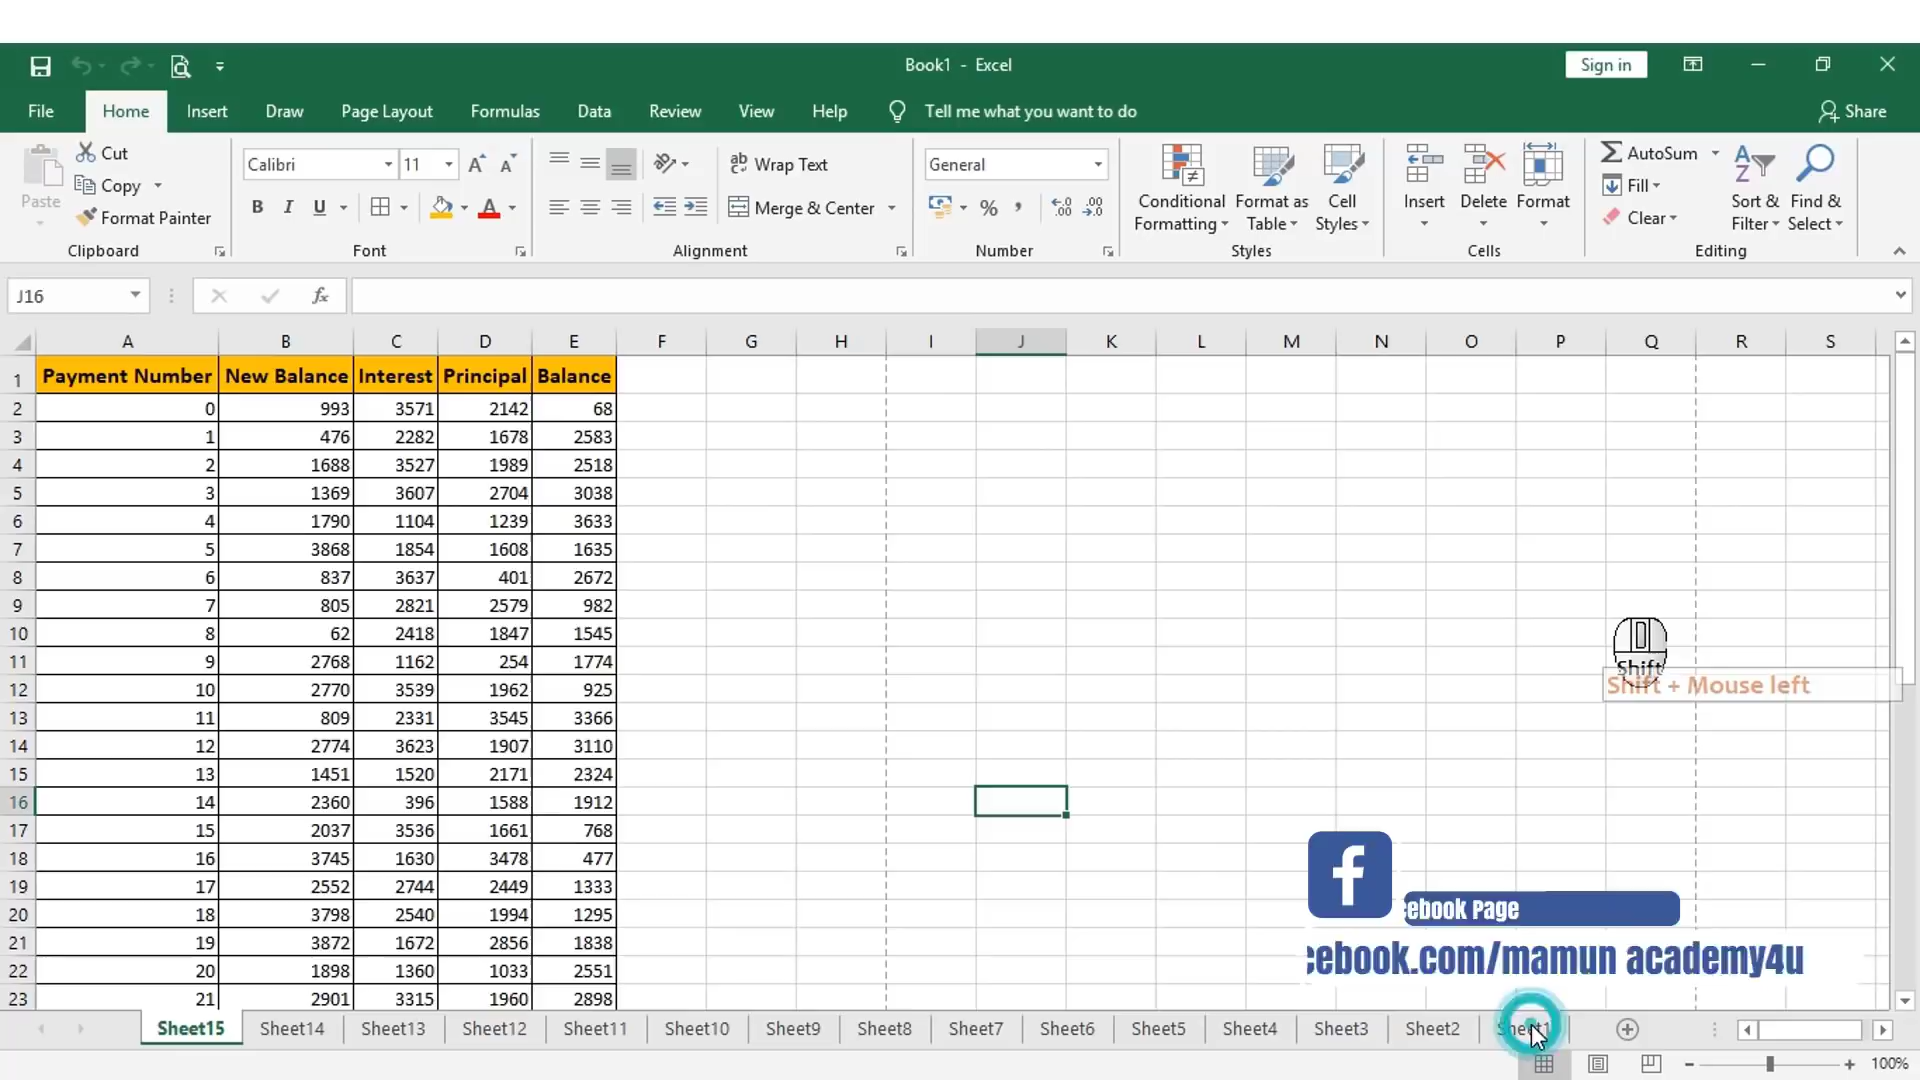 Book1 - Excel
Sign in
File Home Insert Draw Page Layout Formulas Data Review View Help Tell me what you want to do Share
Paste
Cut
Copy
Format Painter
Clipboard
Calibri 11
B I U
Font
Wrap Text
Merge & Center
Alignment
General
% ,
Number
Conditional Formatting
Format as Table
Cell Styles
Styles
Insert
Delete
Format
Cells
AutoSum
Fill
Clear
Sort & Filter
Find & Select
Editing
J16 fx
A B C D E F G H I J K L M N O P Q R S
1 Payment Number New Balance Interest Principal Balance
2 0 993 3571 2142 68
3 1 476 2282 1678 2583
4 2 1688 3527 1989 2518
5 3 1369 3607 2704 3038
6 4 1790 1104 1239 3633
7 5 3868 1854 1608 1635
8 6 837 3637 401 2672
9 7 805 2821 2579 982
10 8 62 2418 1847 1545
11 9 2768 1162 254 1774
12 10 2770 3539 1962 925
13 11 809 2331 3545 3366
14 12 2774 3623 1907 3110
15 13 1451 1520 2171 2324
16 14 2360 396 1588 1912
17 15 2037 3536 1661 768
18 16 3745 1630 3478 477
19 17 2552 2744 2449 1333
20 18 3798 2540 1994 1295
21 19 3872 1672 2856 1838
22 20 1898 1360 1033 2551
23 21 2901 3315 1960 2898
Shift
Shift + Mouse left
cebook Page
cebook.com/mamun academy4u
Sheet15 Sheet14 Sheet13 Sheet12 Sheet11 Sheet10 Sheet9 Sheet8 Sheet7 Sheet6 Sheet5 Sheet4 Sheet3 Sheet2 Sheet1
100%